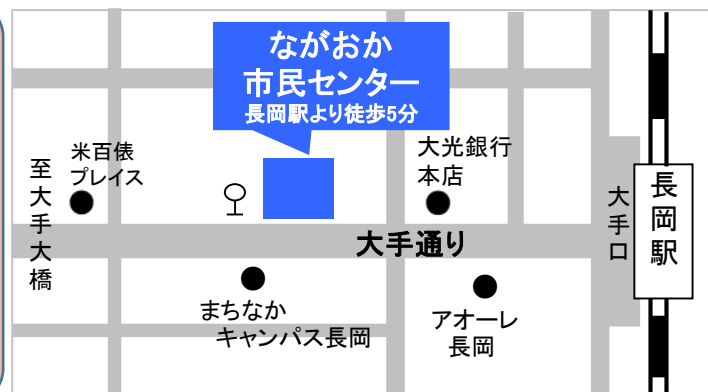 ながおか
市民センター
長岡駅より徒歩5分
米百俵
プレイス
至大手大橋
大光銀行
本店
大手口
長岡駅
大手通り
まちなか
キャンパス長岡
アオーレ
長岡